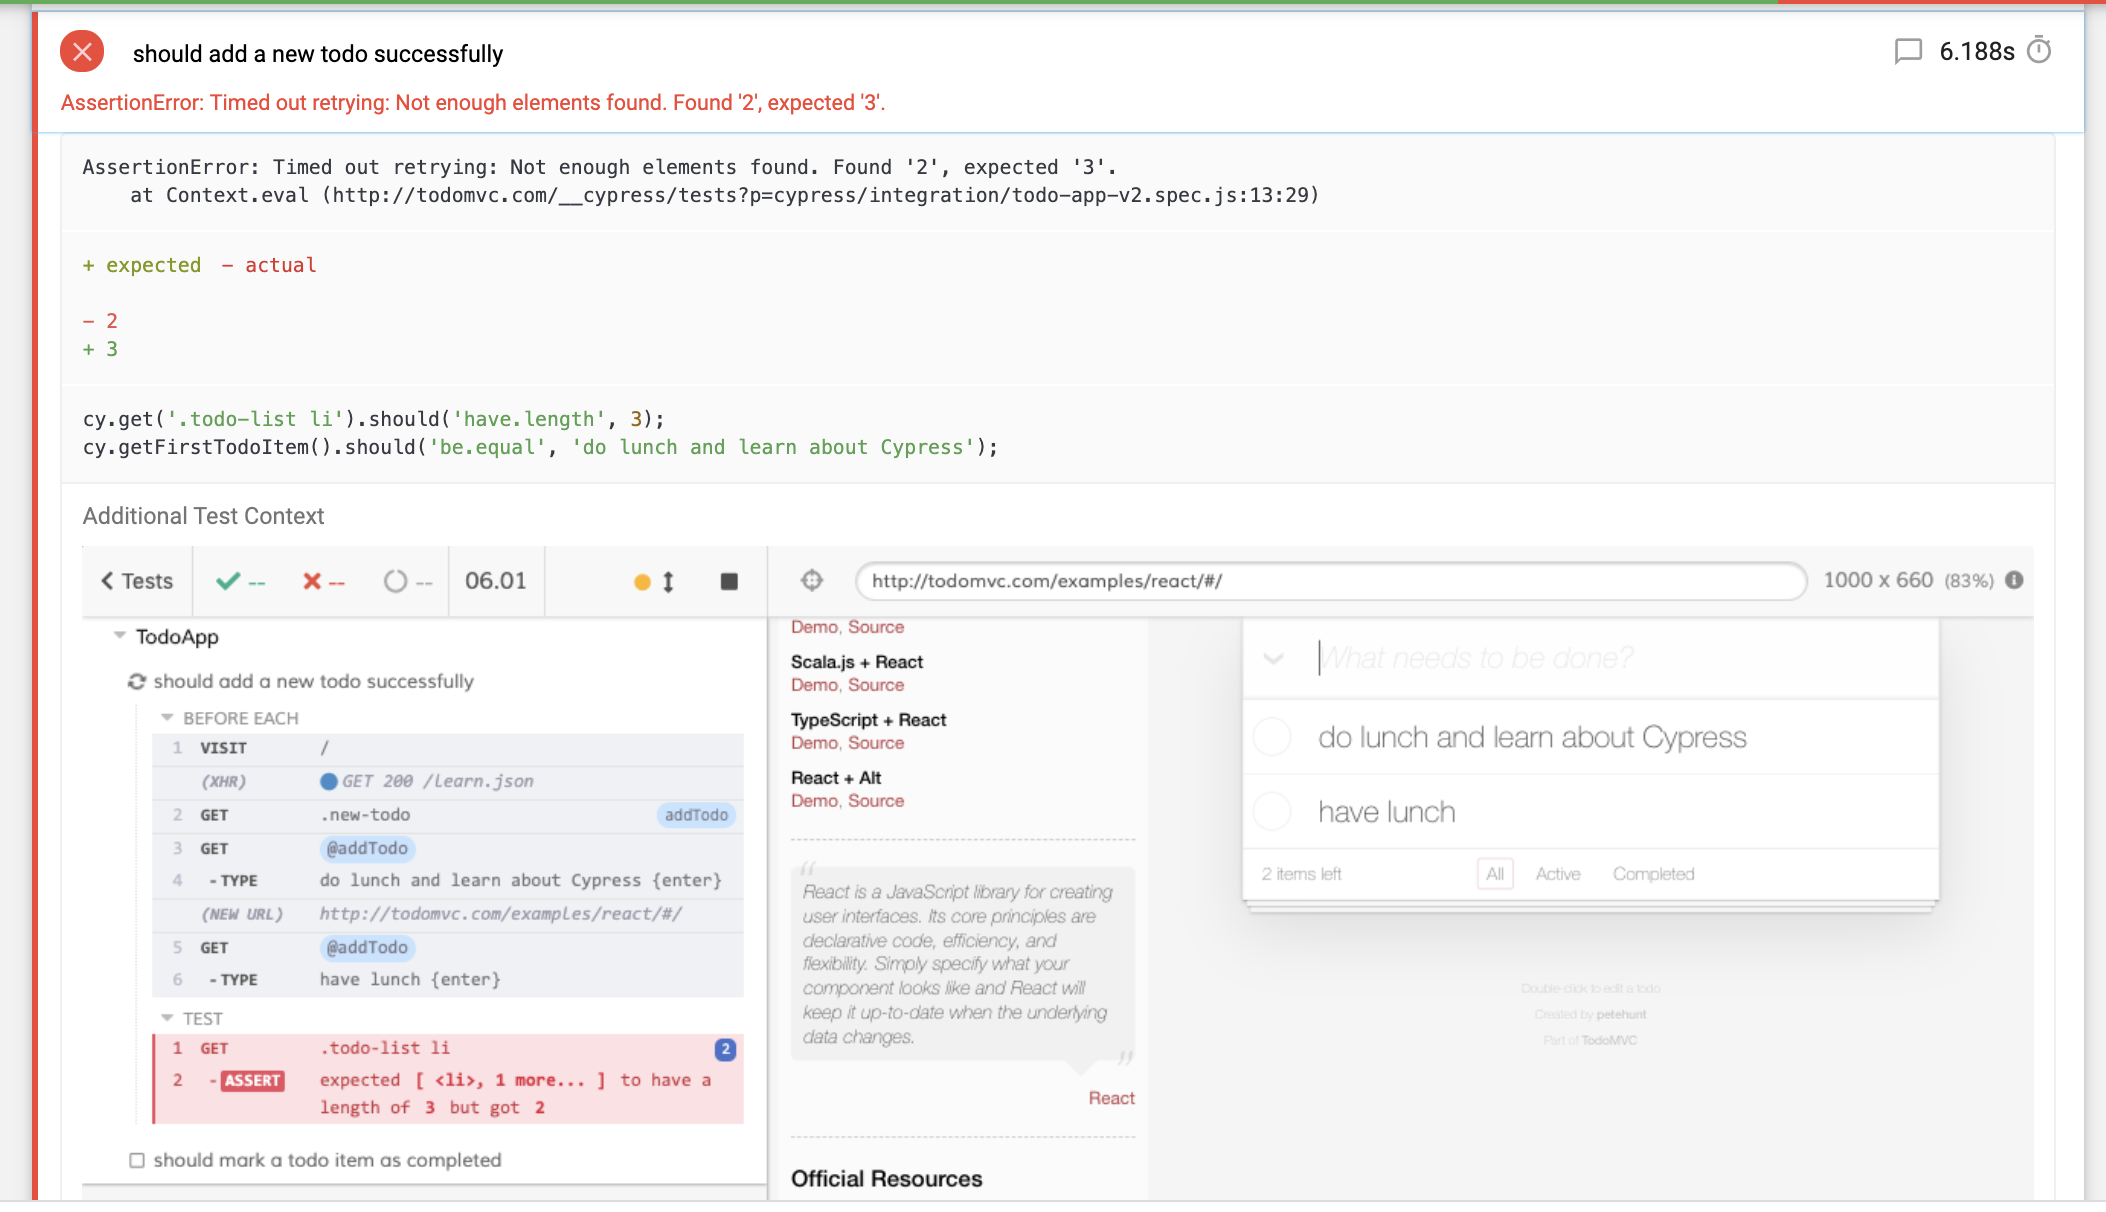 should add a new todo successfully
6.188s
AssertionError: Timed out retrying: Not enough elements found. Found '2', expected '3'.
AssertionError: Timed out retrying: Not enough elements found. Found '2', expected '3'.
at Context.eval (http://todomvc.com/__cypress/tests?p=cypress/integration/todo-app-v2.spec.js:13:29)
+ expected - actual
- 2
+ 3
cy.get('.todo-list li').should('have.length', 3);
cy.getFirstTodoItem().should('be.equal', 'do lunch and learn about Cypress');
Additional Test Context
Tests -- -- -- 06.01
http://todomvc.com/examples/react/#/
1000 x 660 (83%)
TodoApp
should add a new todo successfully
BEFORE EACH
1 VISIT /
(XHR) GET 200 /learn.json
2 GET .new-todo addTodo
3 GET @addTodo
4 - TYPE do lunch and learn about Cypress {enter}
(NEW URL) http://todomvc.com/examples/react/#/
5 GET @addTodo
6 - TYPE have lunch {enter}
TEST
1 GET .todo-list li 2
2 - ASSERT expected [ <li>, 1 more... ] to have a
length of 3 but got 2
should mark a todo item as completed
Demo, Source
Scala.js + React
Demo, Source
TypeScript + React
Demo, Source
React + Alt
Demo, Source
“
React is a JavaScript library for creating
user interfaces. Its core principles are
declarative code, efficiency, and
flexibility. Simply specify what your
component looks like and React will
keep it up-to-date when the underlying
data changes.
”
React
Official Resources
What needs to be done?
do lunch and learn about Cypress
have lunch
2 items left
All Active Completed
Double-click to edit a todo
Created by petehunt
Part of TodoMVC